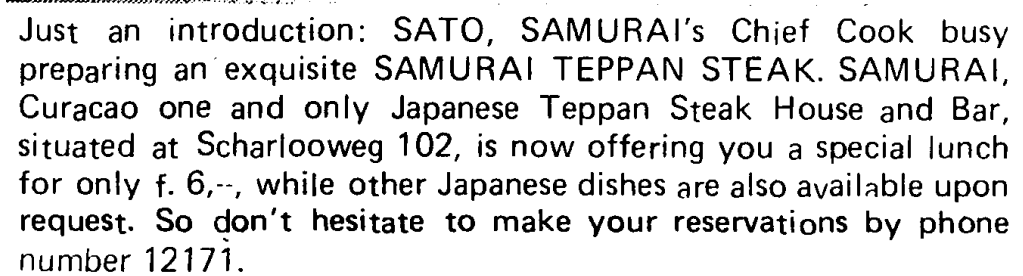 Just an introduction: SATO, SAMURAI's Chief Cook busy
preparing an exquisite SAMURAI TEPPAN STEAK. SAMURAI,
Curacao one and only Japanese Teppan Steak House and Bar,
situated at Scharlooweg 102, is now offering you a special lunch
for only f. 6,--, while other Japanese dishes are also available upon
request. So don't hesitate to make your reservations by phone
number 12171.